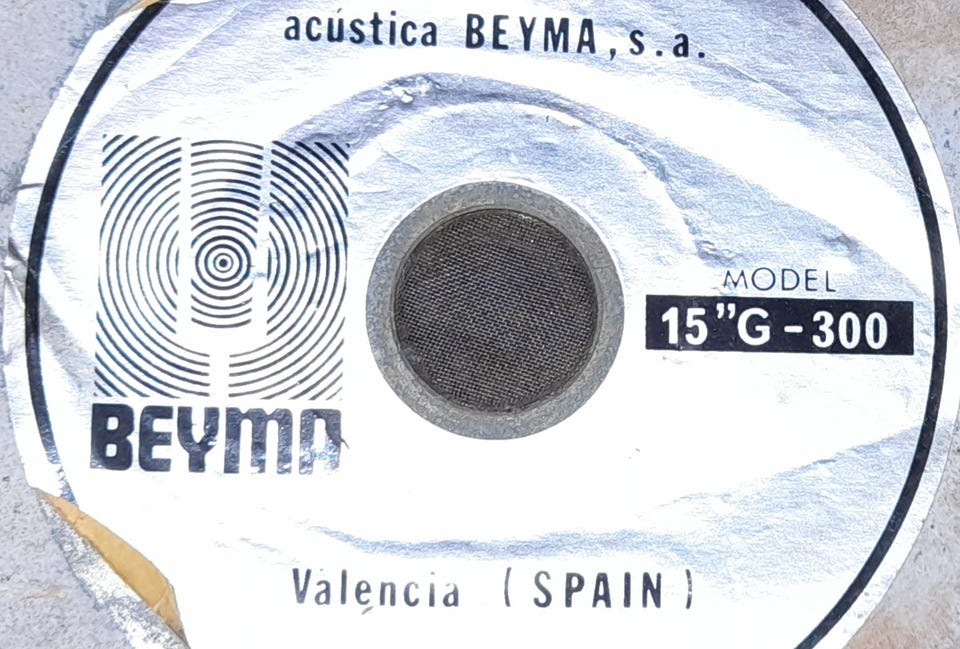 acústica BEYMA, s.a.
BEYMA
MODEL
15"G-300
Valencia (SPAIN)